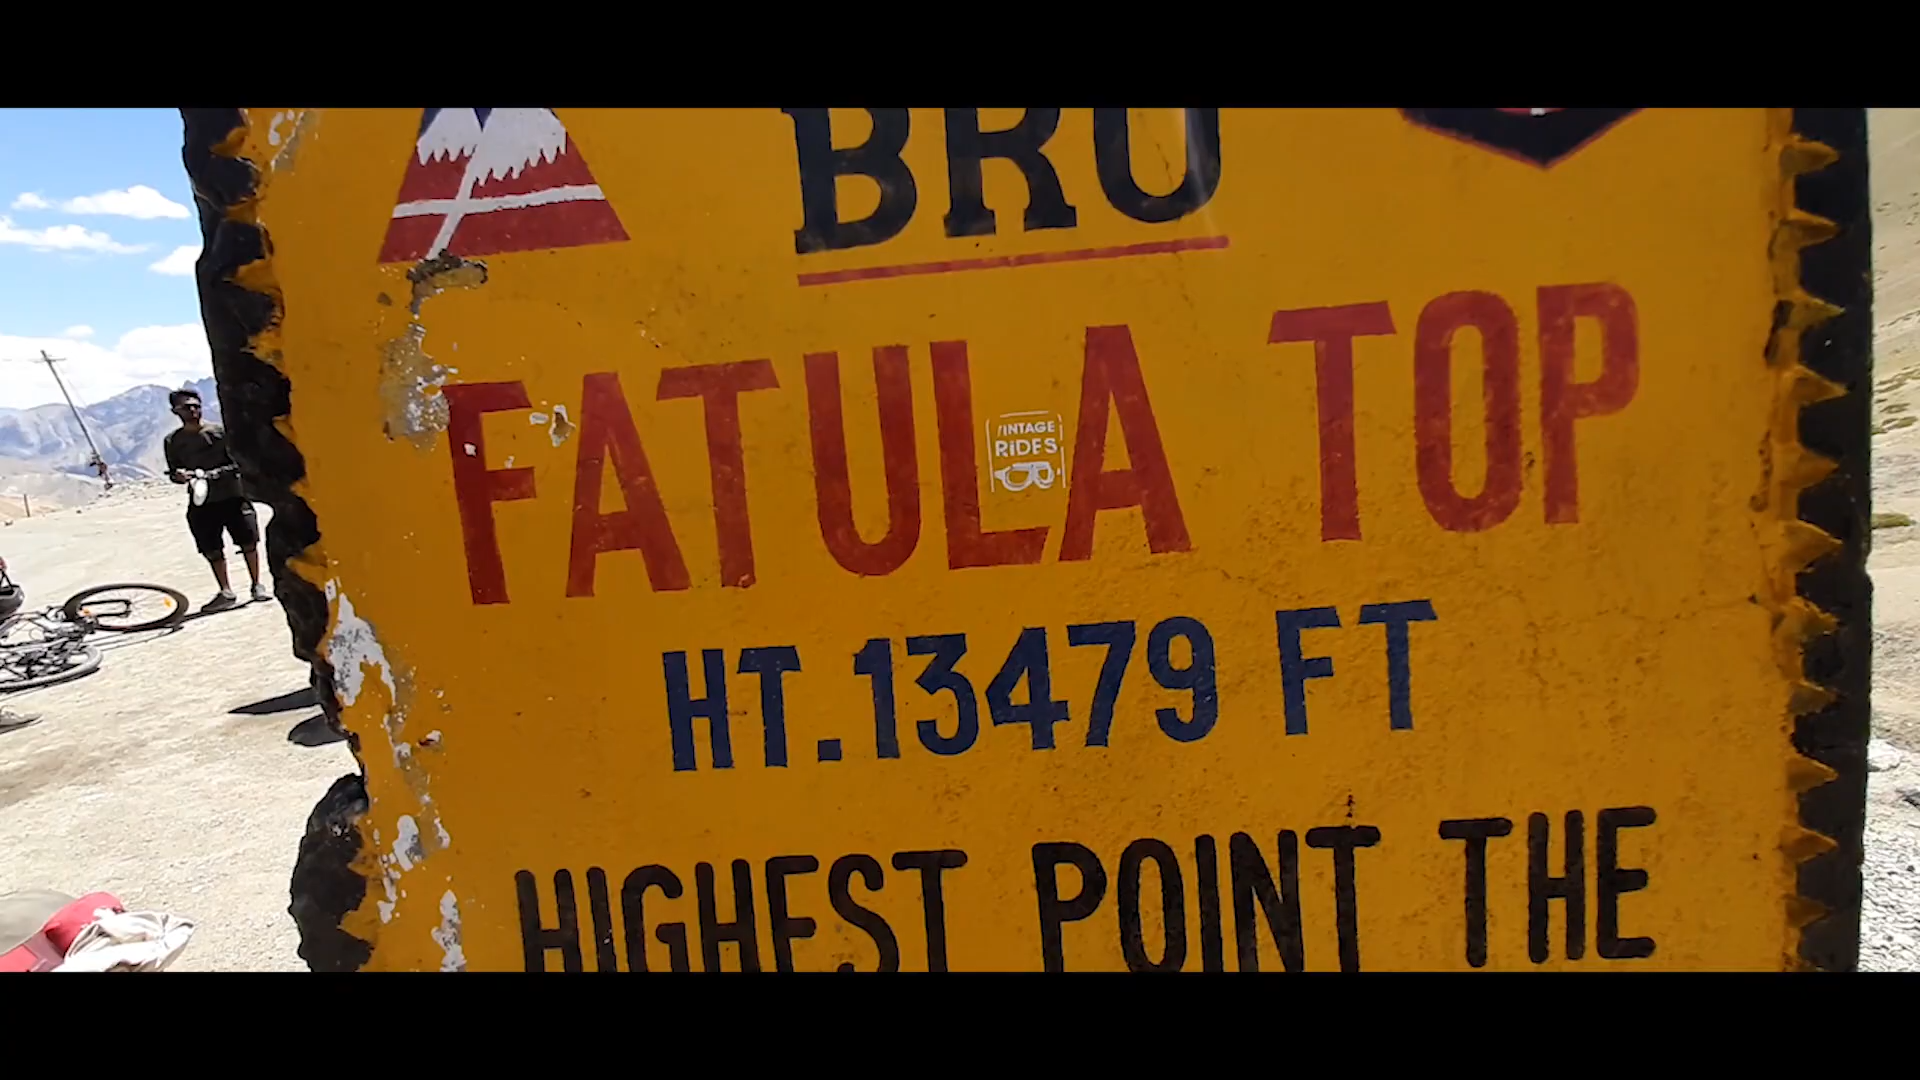 BRO
FATULA TOP
VINTAGE
RIDES
HT.13479 FT
HIGHEST POINT THE